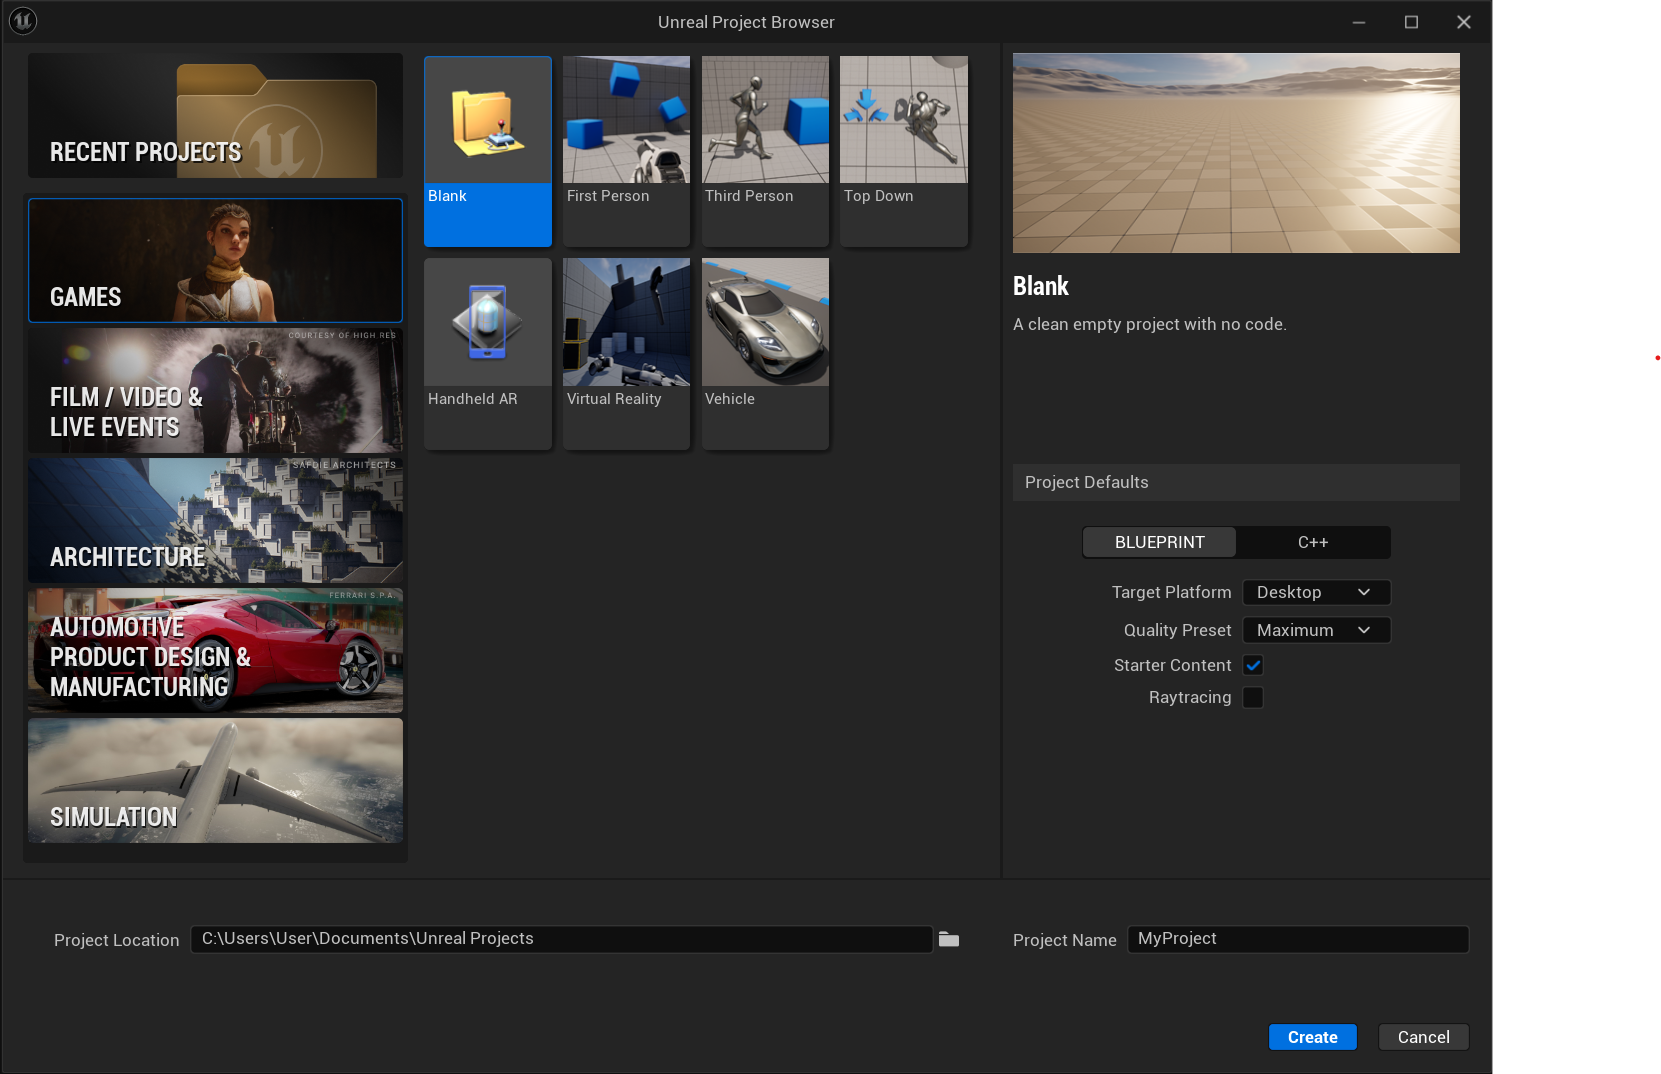 Unreal Project Browser
RECENT PROJECTS
GAMES
COURTESY OF HIGH RES
FILM / VIDEO &
LIVE EVENTS
SAFDIE ARCHITECTS
ARCHITECTURE
FERRARI S.P.A.
AUTOMOTIVE
PRODUCT DESIGN &
MANUFACTURING
SIMULATION
Blank
First Person
Third Person
Top Down
Handheld AR
Virtual Reality
Vehicle
Blank
A clean empty project with no code.
Project Defaults
BLUEPRINT C++
Target Platform Desktop
Quality Preset Maximum
Starter Content
Raytracing
Project Location C:\Users\User\Documents\Unreal Projects
Project Name MyProject
Create Cancel